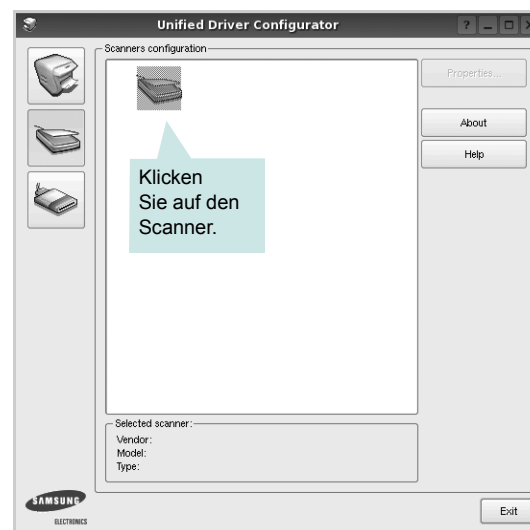 Unified Driver Configurator
Scanners configuration
Properties...
About
Help
Klicken
Sie auf den
Scanner.
Selected scanner:
Vendor:
Model:
Type:
SAMSUNG
ELECTRONICS
Exit